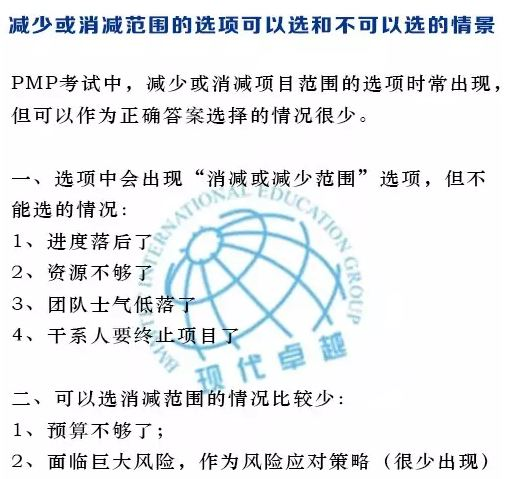 减少或消减范围的选项可以选和不可以选的情景
PMP考试中，减少或消减项目范围的选项时常出现，
但可以作为正确答案选择的情况很少。
一、选项中会出现“消减或减少范围”选项，但不
能选的情况：
1、进度落后了
2、资源不够了
3、团队士气低落了
4、干系人要终止项目了
二、可以选消减范围的情况比较少：
1、预算不够了；
2、面临巨大风险，作为风险应对策略（很少出现）
INTERNATIONAL EDUCATION GROUP
现代卓越